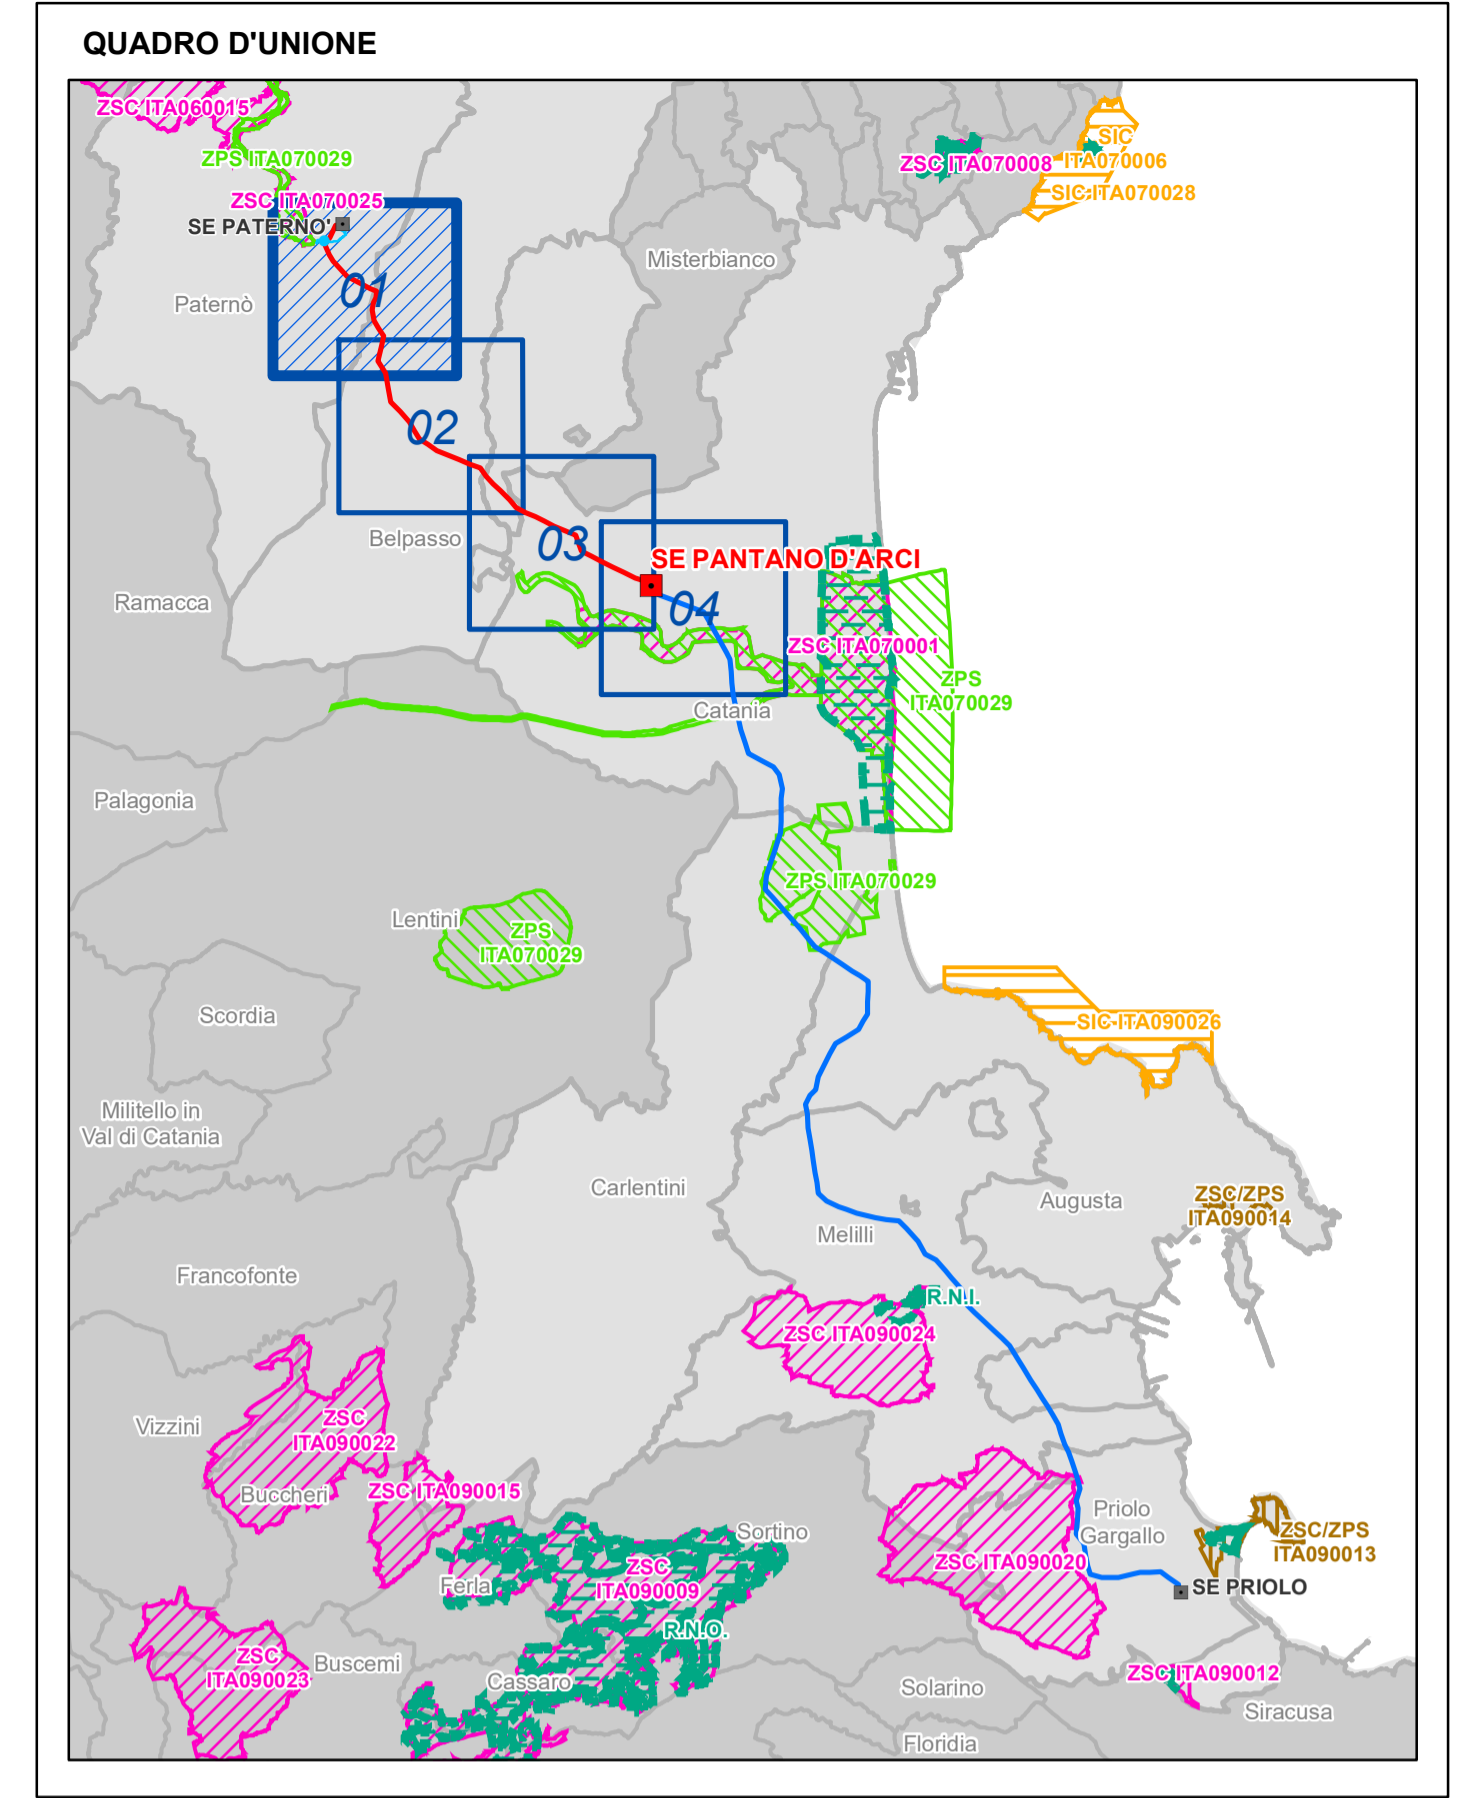 QUADRO D'UNIONE
ZSC ITA060015
ZPS ITA070029
ZSC ITA070025
SE PATERNO'
ZSC ITA070008
SIC
ITA070006
SIC ITA070028
Misterbianco
01
Paternò
02
Belpasso
03
SE PANTANO D'ARCI
Ramacca
04
ZSC ITA070001
ZPS
ITA070029
Catania
Palagonia
ZPS ITA070029
Lentini
ZPS
ITA070029
Scordia
SIC ITA090026
Militello in
Val di Catania
Carlentini
Augusta
ZSC/ZPS
ITA090014
Melilli
Francofonte
R.N.I.
ZSC ITA090024
Vizzini
ZSC
ITA090022
Buccheri
ZSC ITA090015
Priolo
Gargallo
Sortino
ZSC/ZPS
ITA090013
ZSC ITA090020
Ferla
ZSC
ITA090009
SE PRIOLO
R.N.O.
ZSC
ITA090023
Buscemi
Cassaro
ZSC ITA090012
Solarino
Siracusa
Floridia